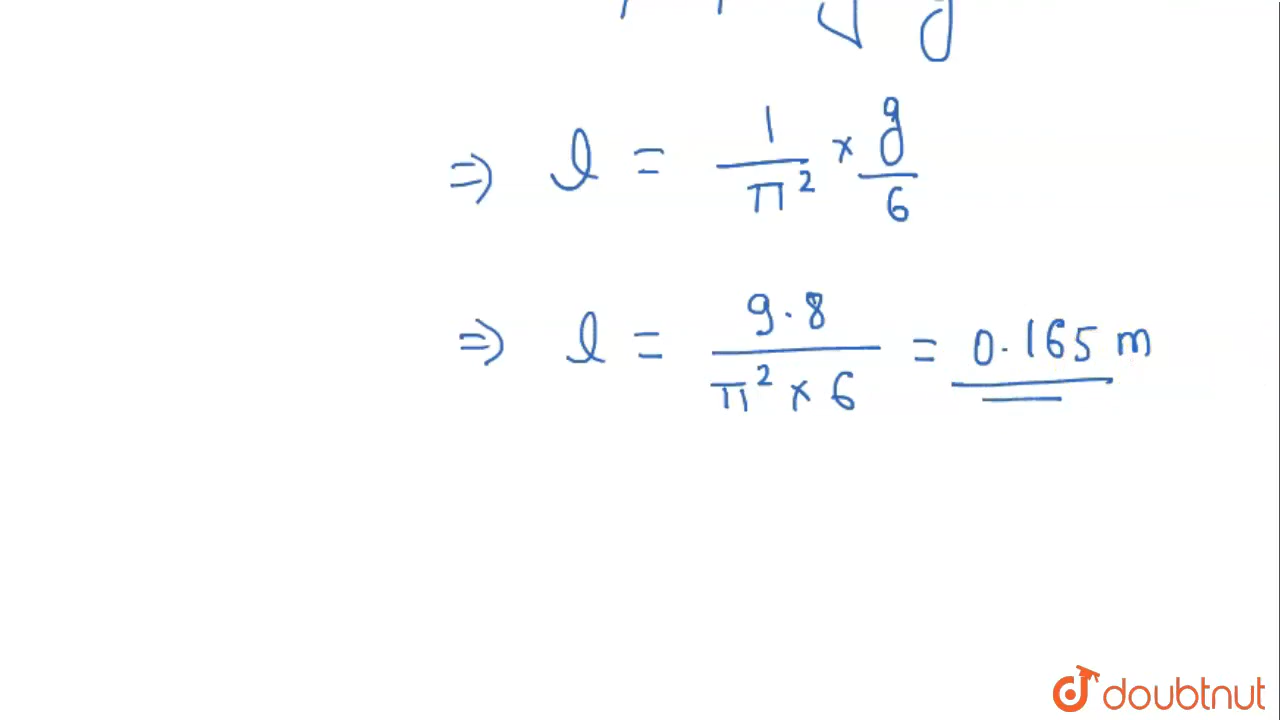 ⇒ l = 1/π² × g/6
⇒ l = 9.8/(π² × 6) = 0.165 m
doubtnut